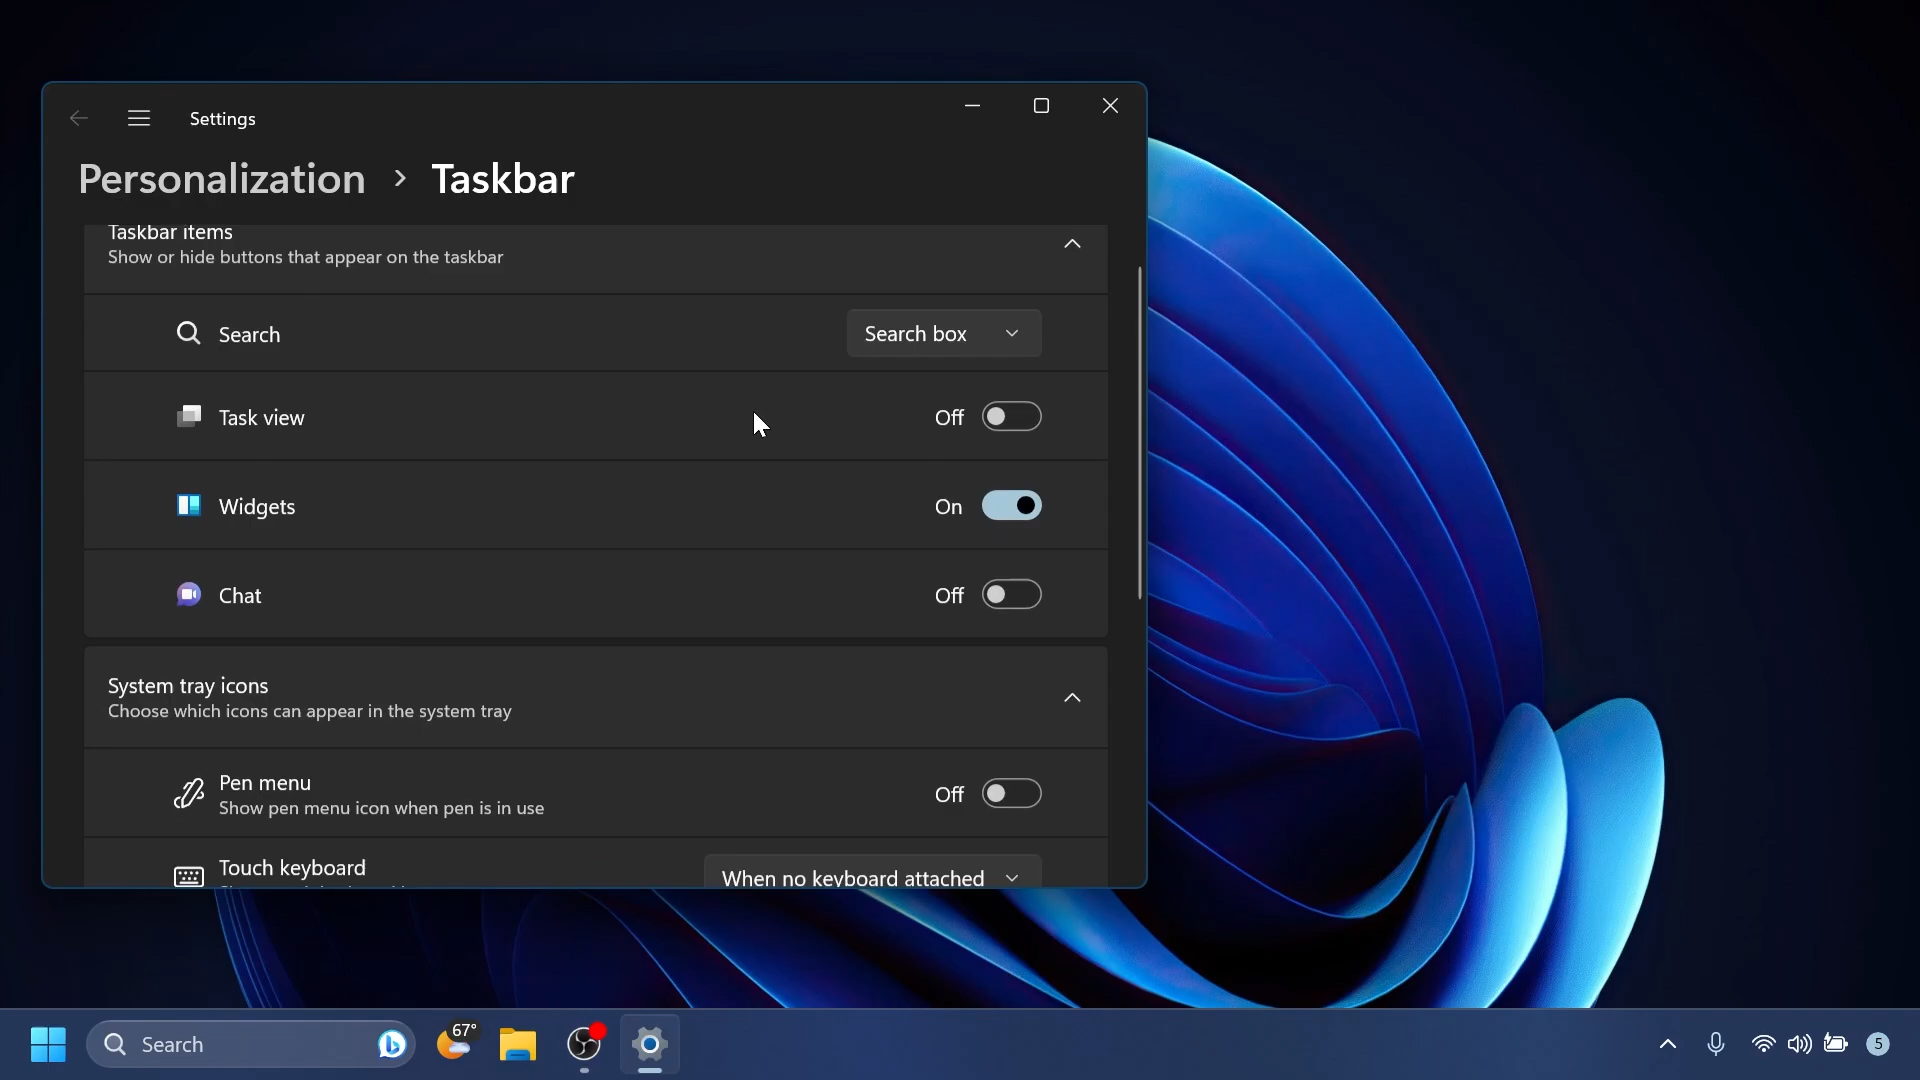 Settings
Personalization > Taskbar
Taskbar items
Show or hide buttons that appear on the taskbar
Search
Search box
Task view
Off
Widgets
On
Chat
Off
System tray icons
Choose which icons can appear in the system tray
Pen menu
Show pen menu icon when pen is in use
Off
Touch keyboard
When no keyboard attached
Search
67°
5